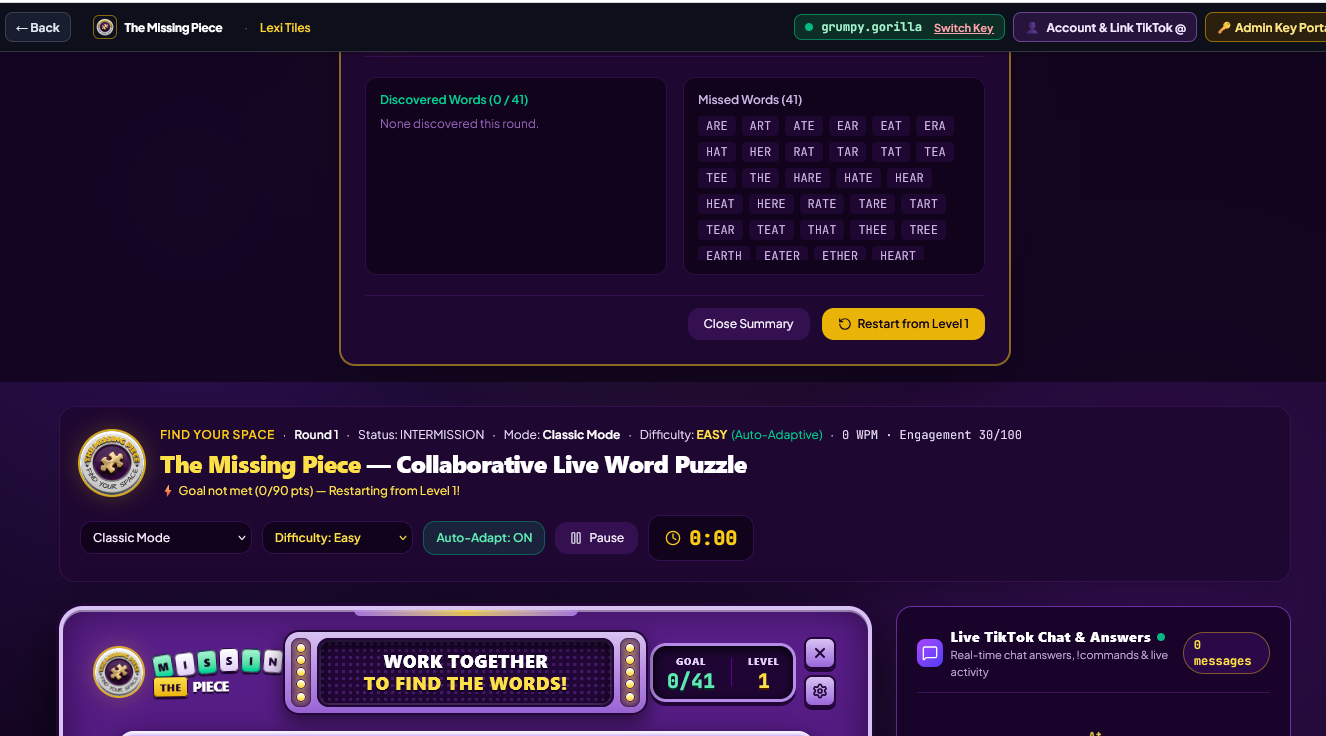 ← Back The Missing Piece · Lexi Tiles grumpy.gorilla Switch Key Account & Link TikTok @ Admin Key Porta
Discovered Words (0 / 41)
None discovered this round.
Missed Words (41)
ARE ART ATE EAR EAT ERA
HAT HER RAT TAR TAT TEA
TEE THE HARE HATE HEAR
HEAT HERE RATE TARE TART
TEAR TEAT THAT THEE TREE
EARTH EATER ETHER HEART
Close Summary Restart from Level 1
FIND YOUR SPACE · Round 1 · Status: INTERMISSION · Mode: Classic Mode · Difficulty: EASY (Auto-Adaptive) · 0 WPM · Engagement 30/100
The Missing Piece — Collaborative Live Word Puzzle
Goal not met (0/90 pts) — Restarting from Level 1!
Classic Mode Difficulty: Easy Auto-Adapt: ON Pause 0:00
MISSIN
THE PIECE
WORK TOGETHER
TO FIND THE WORDS!
GOAL LEVEL
0/41 1
Live TikTok Chat & Answers
Real-time chat answers, !commands & live
activity
0
messages